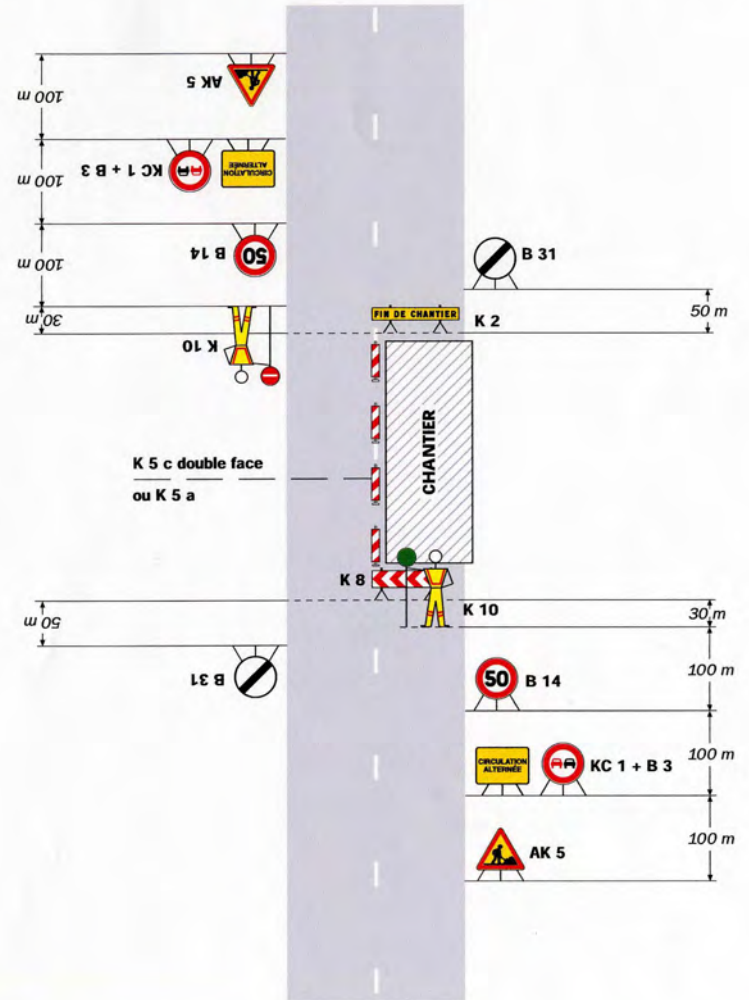 AK 5
100 m
KC 1 + B 3
CIRCULATION
ALTERNÉE
100 m
B 14
50
100 m
B 31
30 m
K 10
FIN DE CHANTIER
K 2
50 m
CHANTIER
K 5 c double face
ou K 5 a
K 8
K 10
30 m
50 m
B 31
50
B 14
100 m
CIRCULATION
ALTERNÉE
KC 1 + B 3
100 m
AK 5
100 m